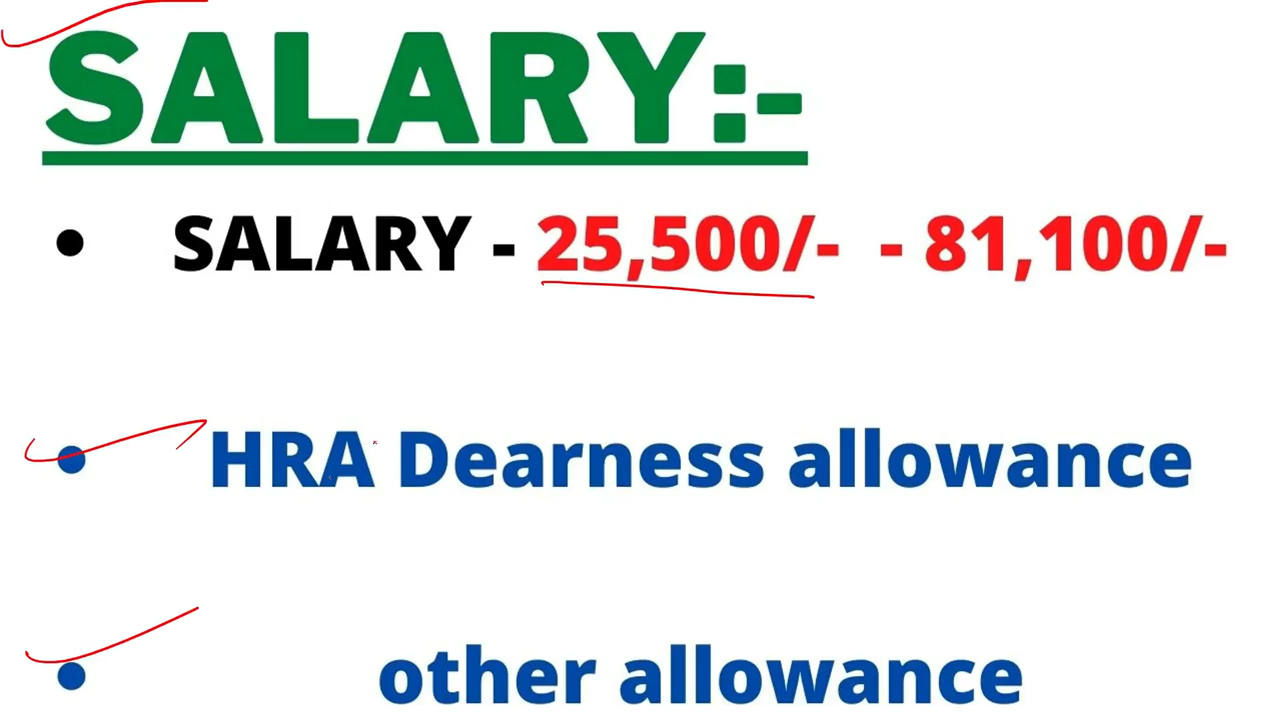 SALARY:-
• SALARY - 25,500/- - 81,100/-
• HRA Dearness allowance
• other allowance